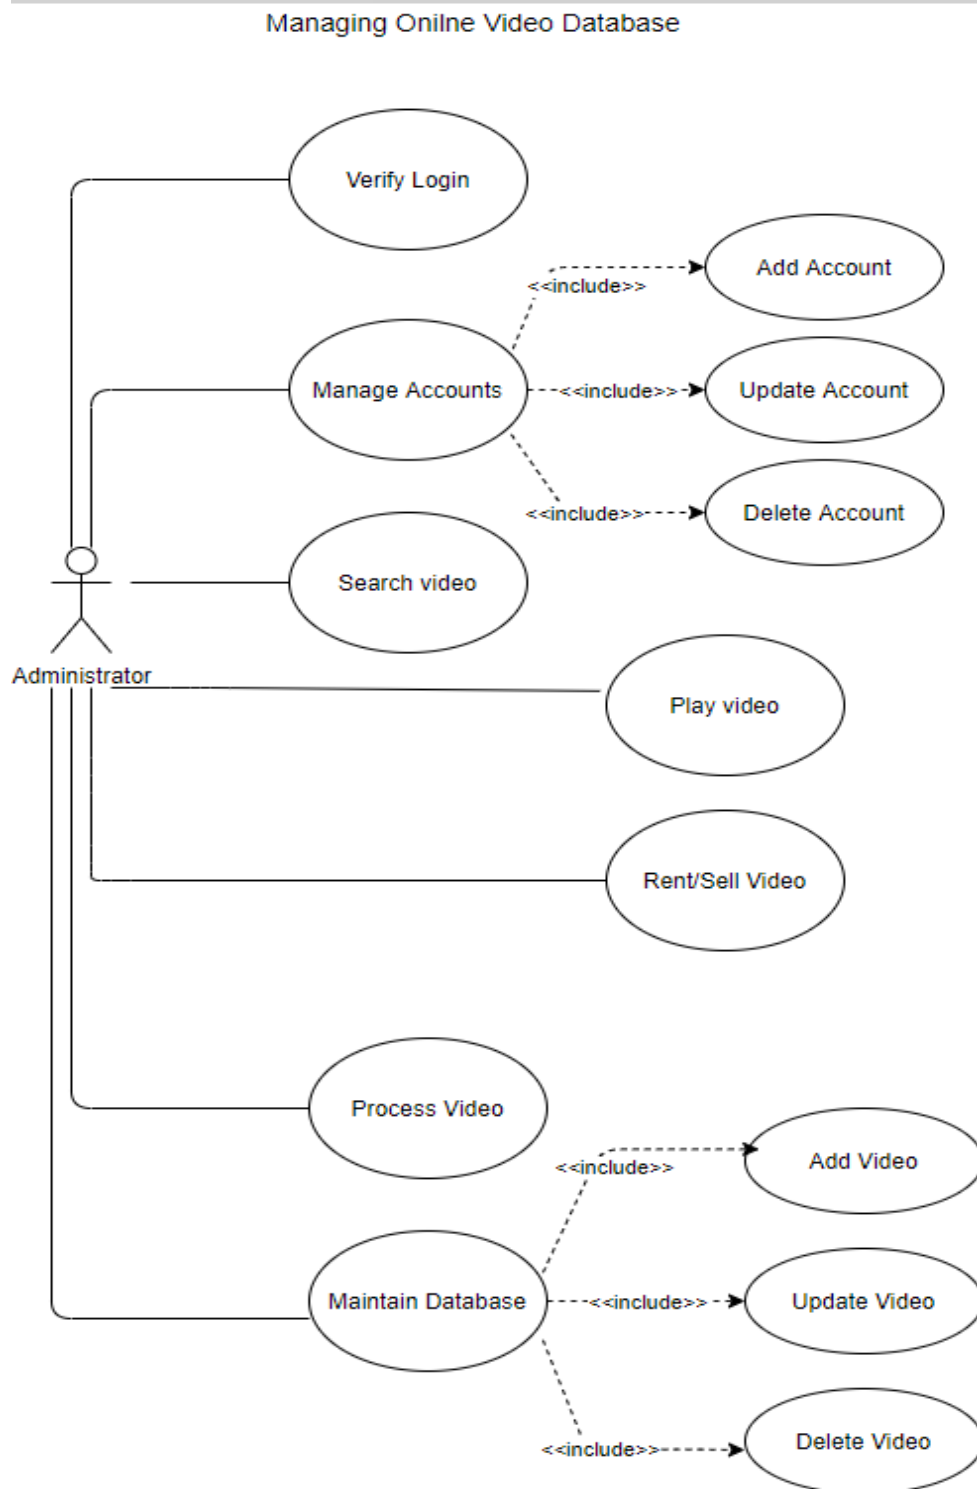 Managing Onilne Video Database
Verify Login
Add Account
<<include>>
Manage Accounts
<<include>>
Update Account
<<include>>
Delete Account
Search video
Administrator
Play video
Rent/Sell Video
Process Video
<<include>>
Add Video
Maintain Database
<<include>>
Update Video
<<include>>
Delete Video